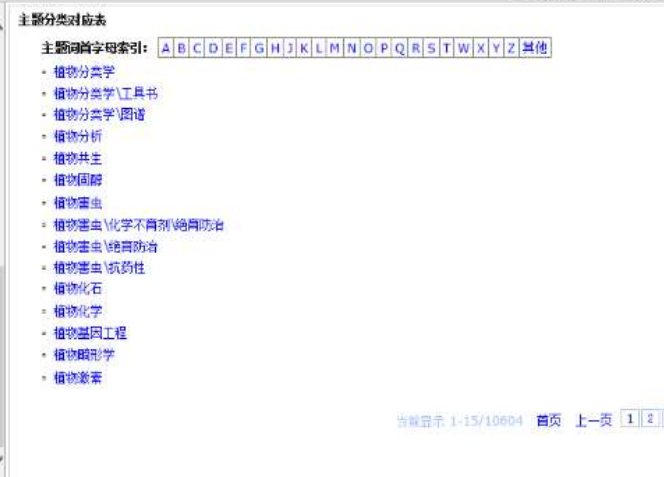 主题分类对应表
主题词首字母索引： A B C D E F G H J K L M N O P Q R S T W X Y Z 其他
植物分类学
植物分类学\工具书
植物分类学\图谱
植物分析
植物共生
植物固醇
植物害虫
植物害虫\化学不育剂\绝育防治
植物害虫\绝育防治
植物害虫\抗药性
植物化石
植物化学
植物基因工程
植物畸形学
植物激素
当前显示 1-15/10604 首页 上一页 1 2